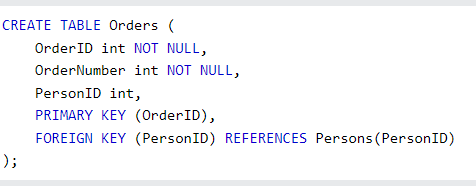 CREATE TABLE Orders (
    OrderID int NOT NULL,
    OrderNumber int NOT NULL,
    PersonID int,
    PRIMARY KEY (OrderID),
    FOREIGN KEY (PersonID) REFERENCES Persons(PersonID)
);